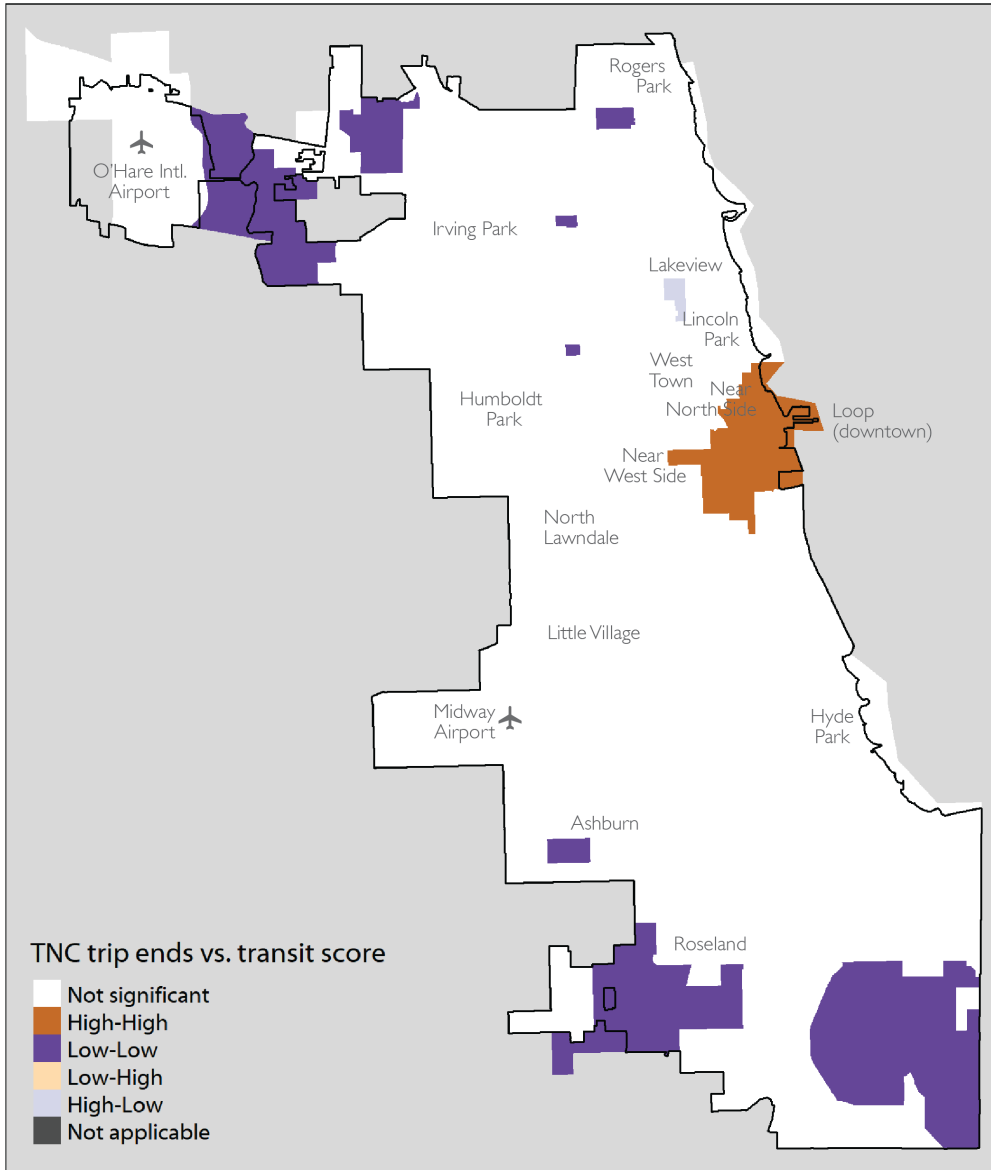 Rogers
Park
O'Hare Intl.
Airport
Irving Park
Lakeview
Lincoln
Park
West
Town
Near
North Side
Humboldt
Park
Loop
(downtown)
Near
West Side
North
Lawndale
Little Village
Midway
Airport
Hyde
Park
Ashburn
Roseland
TNC trip ends vs. transit score
Not significant
High-High
Low-Low
Low-High
High-Low
Not applicable